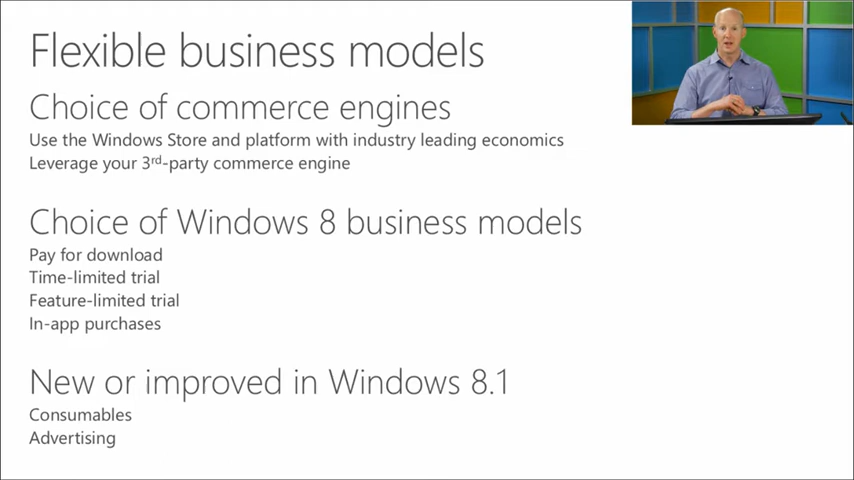 Flexible business models
Choice of commerce engines
Use the Windows Store and platform with industry leading economics
Leverage your 3rd-party commerce engine
Choice of Windows 8 business models
Pay for download
Time-limited trial
Feature-limited trial
In-app purchases
New or improved in Windows 8.1
Consumables
Advertising